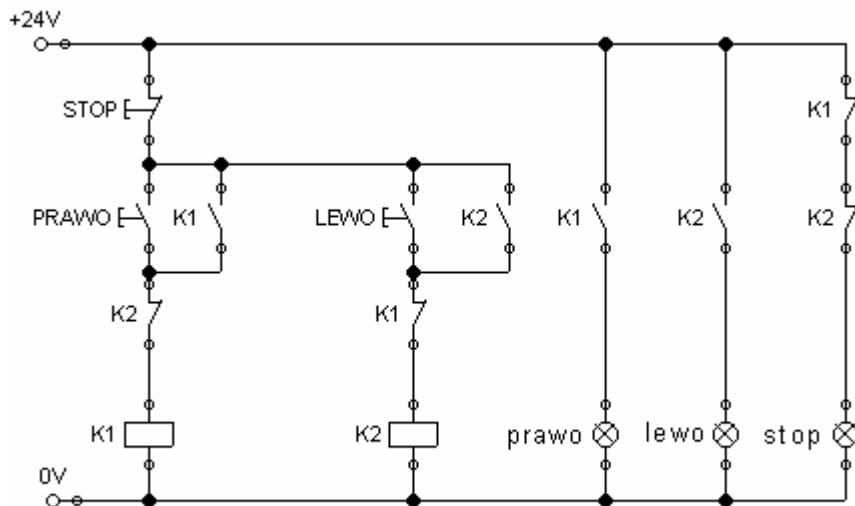 +24V
STOP
K1
PRAWO
K1
LEWO
K2
K1
K2
K2
K2
K1
K1
K2
prawo
lewo
stop
0V